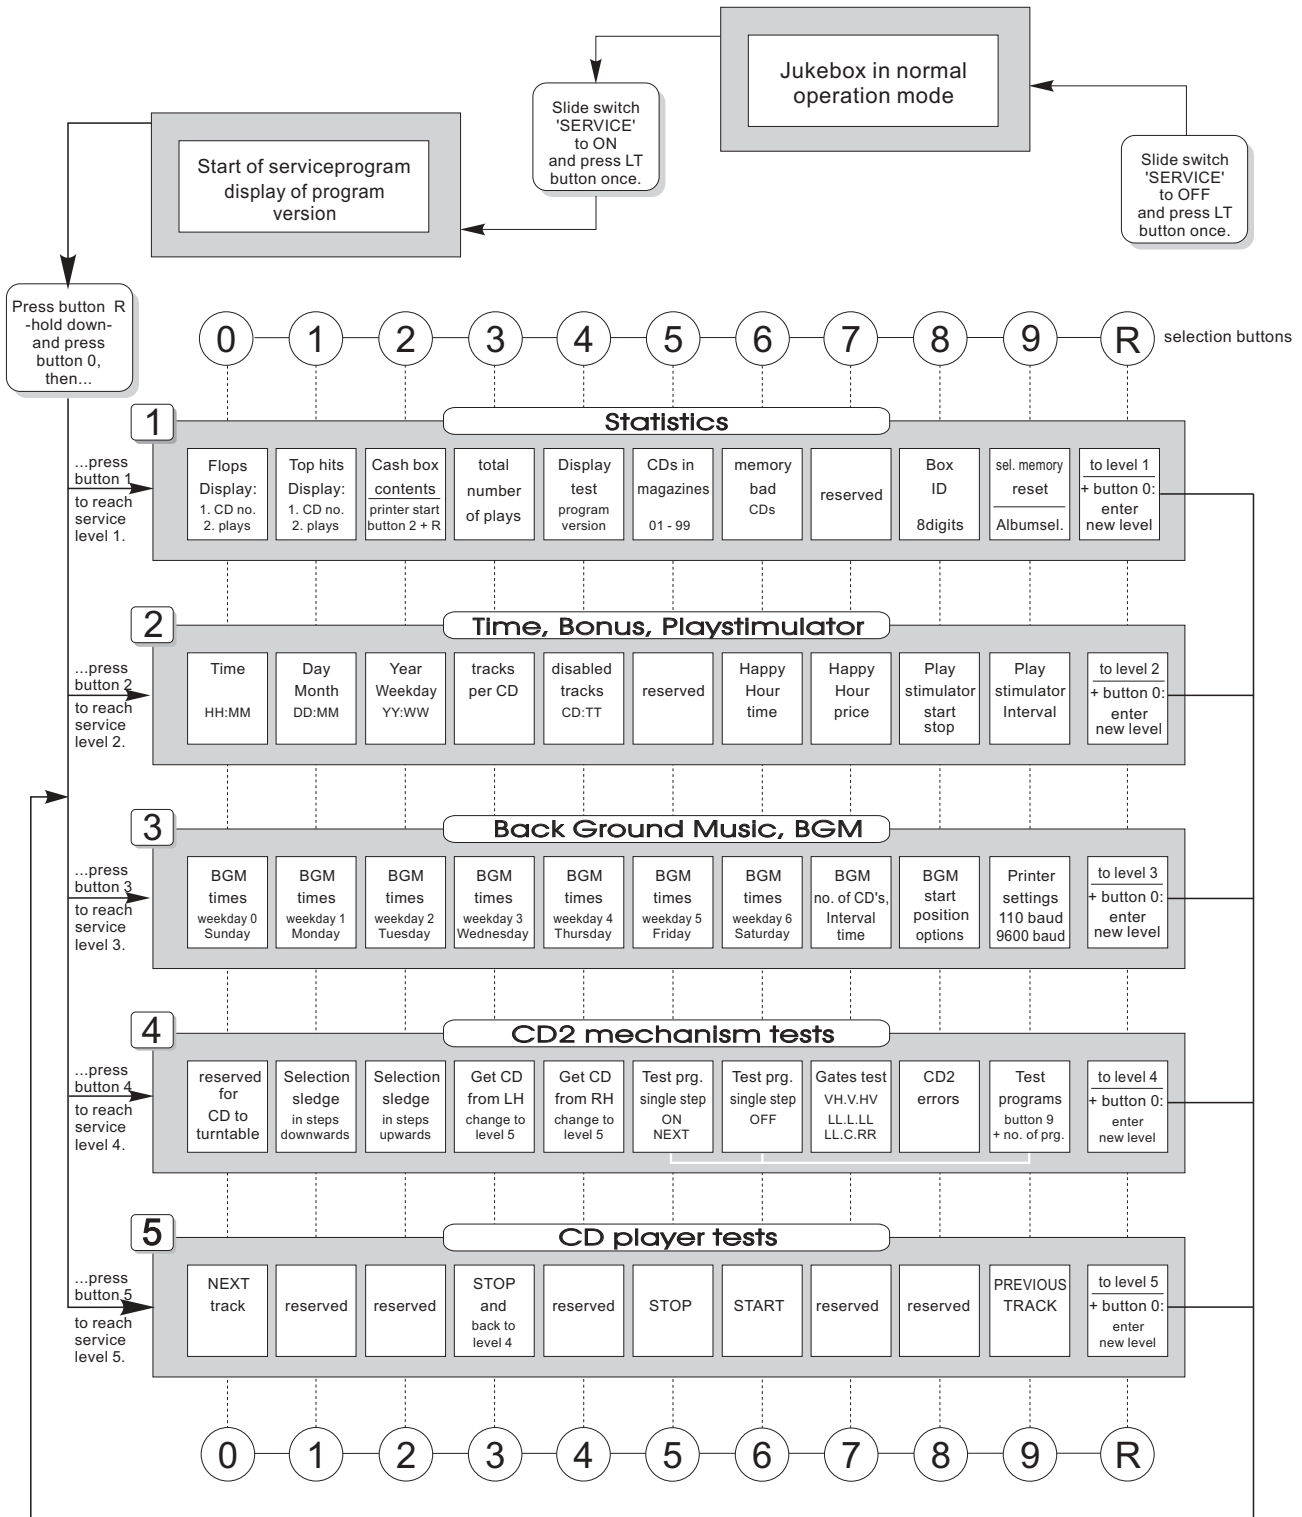 Jukebox in normal
operation mode
Slide switch
'SERVICE'
to ON
and press LT
button once.
Slide switch
'SERVICE'
to OFF
and press LT
button once.
Start of serviceprogram
display of program
version
Press button R
-hold down-
and press
button 0,
then...
0 1 2 3 4 5 6 7 8 9 R
selection buttons
1
Statistics
...press
button 1
to reach
service
level 1.
Flops
Display:
1. CD no.
2. plays
Top hits
Display:
1. CD no.
2. plays
Cash box
contents
printer start
button 2 + R
total
number
of plays
Display
test
program
version
CDs in
magazines
01 - 99
memory
bad
CDs
reserved
Box
ID
8digits
sel. memory
reset
Albumsel.
to level 1
+ button 0:
enter
new level
2
Time, Bonus, Playstimulator
...press
button 2
to reach
service
level 2.
Time
HH:MM
Day
Month
DD:MM
Year
Weekday
YY:WW
tracks
per CD
disabled
tracks
CD:TT
reserved
Happy
Hour
time
Happy
Hour
price
Play
stimulator
start
stop
Play
stimulator
Interval
to level 2
+ button 0:
enter
new level
3
Back Ground Music, BGM
...press
button 3
to reach
service
level 3.
BGM
times
weekday 0
Sunday
BGM
times
weekday 1
Monday
BGM
times
weekday 2
Tuesday
BGM
times
weekday 3
Wednesday
BGM
times
weekday 4
Thursday
BGM
times
weekday 5
Friday
BGM
times
weekday 6
Saturday
BGM
no. of CD's,
Interval
time
BGM
start
position
options
Printer
settings
110 baud
9600 baud
to level 3
+ button 0:
enter
new level
4
CD2 mechanism tests
...press
button 4
to reach
service
level 4.
reserved
for
CD to
turntable
Selection
sledge
in steps
downwards
Selection
sledge
in steps
upwards
Get CD
from LH
change to
level 5
Get CD
from RH
change to
level 5
Test prg.
single step
ON
NEXT
Test prg.
single step
OFF
Gates test
VH.V.HV
LL.L.LL
LL.C.RR
CD2
errors
Test
programs
button 9
+ no. of prg.
to level 4
+ button 0:
enter
new level
5
CD player tests
...press
button 5
to reach
service
level 5.
NEXT
track
reserved
reserved
STOP
and
back to
level 4
reserved
STOP
START
reserved
reserved
PREVIOUS
TRACK
to level 5
+ button 0:
enter
new level
0 1 2 3 4 5 6 7 8 9 R